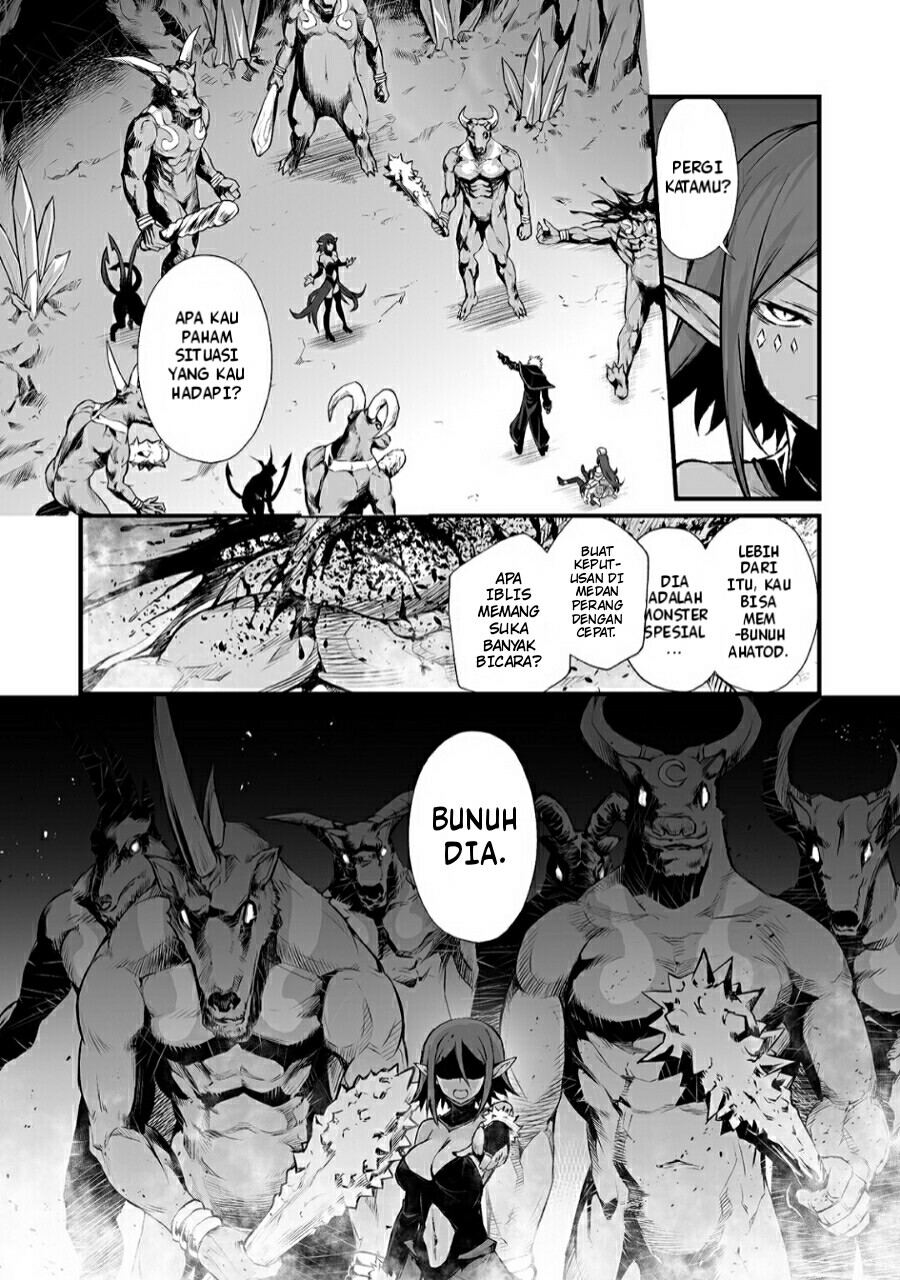 PERGI
KATAMU?
APA KAU
PAHAM
SITUASI
YANG KAU
HADAPI?
LEBIH
DARI
ITU, KAU
BISA
MEM
-BUNUH
AHATOD.
DIA
ADALAH
MONSTER
SPESIAL
...
BUAT
KEPUT-
USAN DI
MEDAN
PERANG
DENGAN
CEPAT.
APA
IBLIS
MEMANG
SUKA
BANYAK
BICARA?
BUNUH
DIA.